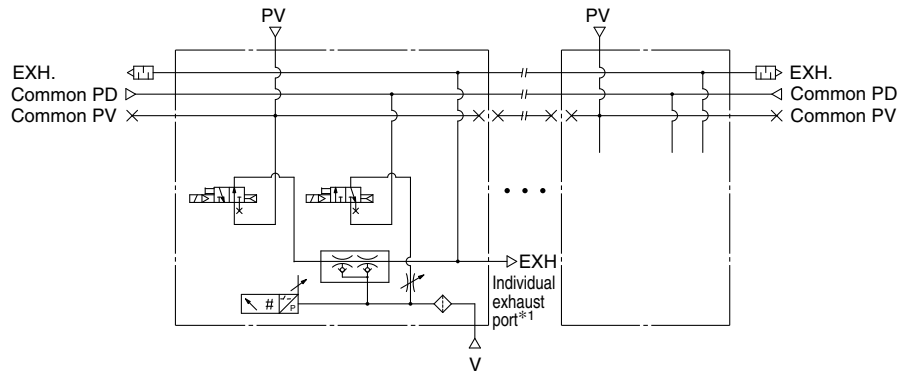 PV
PV
EXH.
EXH.
Common PD
Common PD
Common PV
Common PV
EXH
Individual
exhaust
port*1
#
P
V